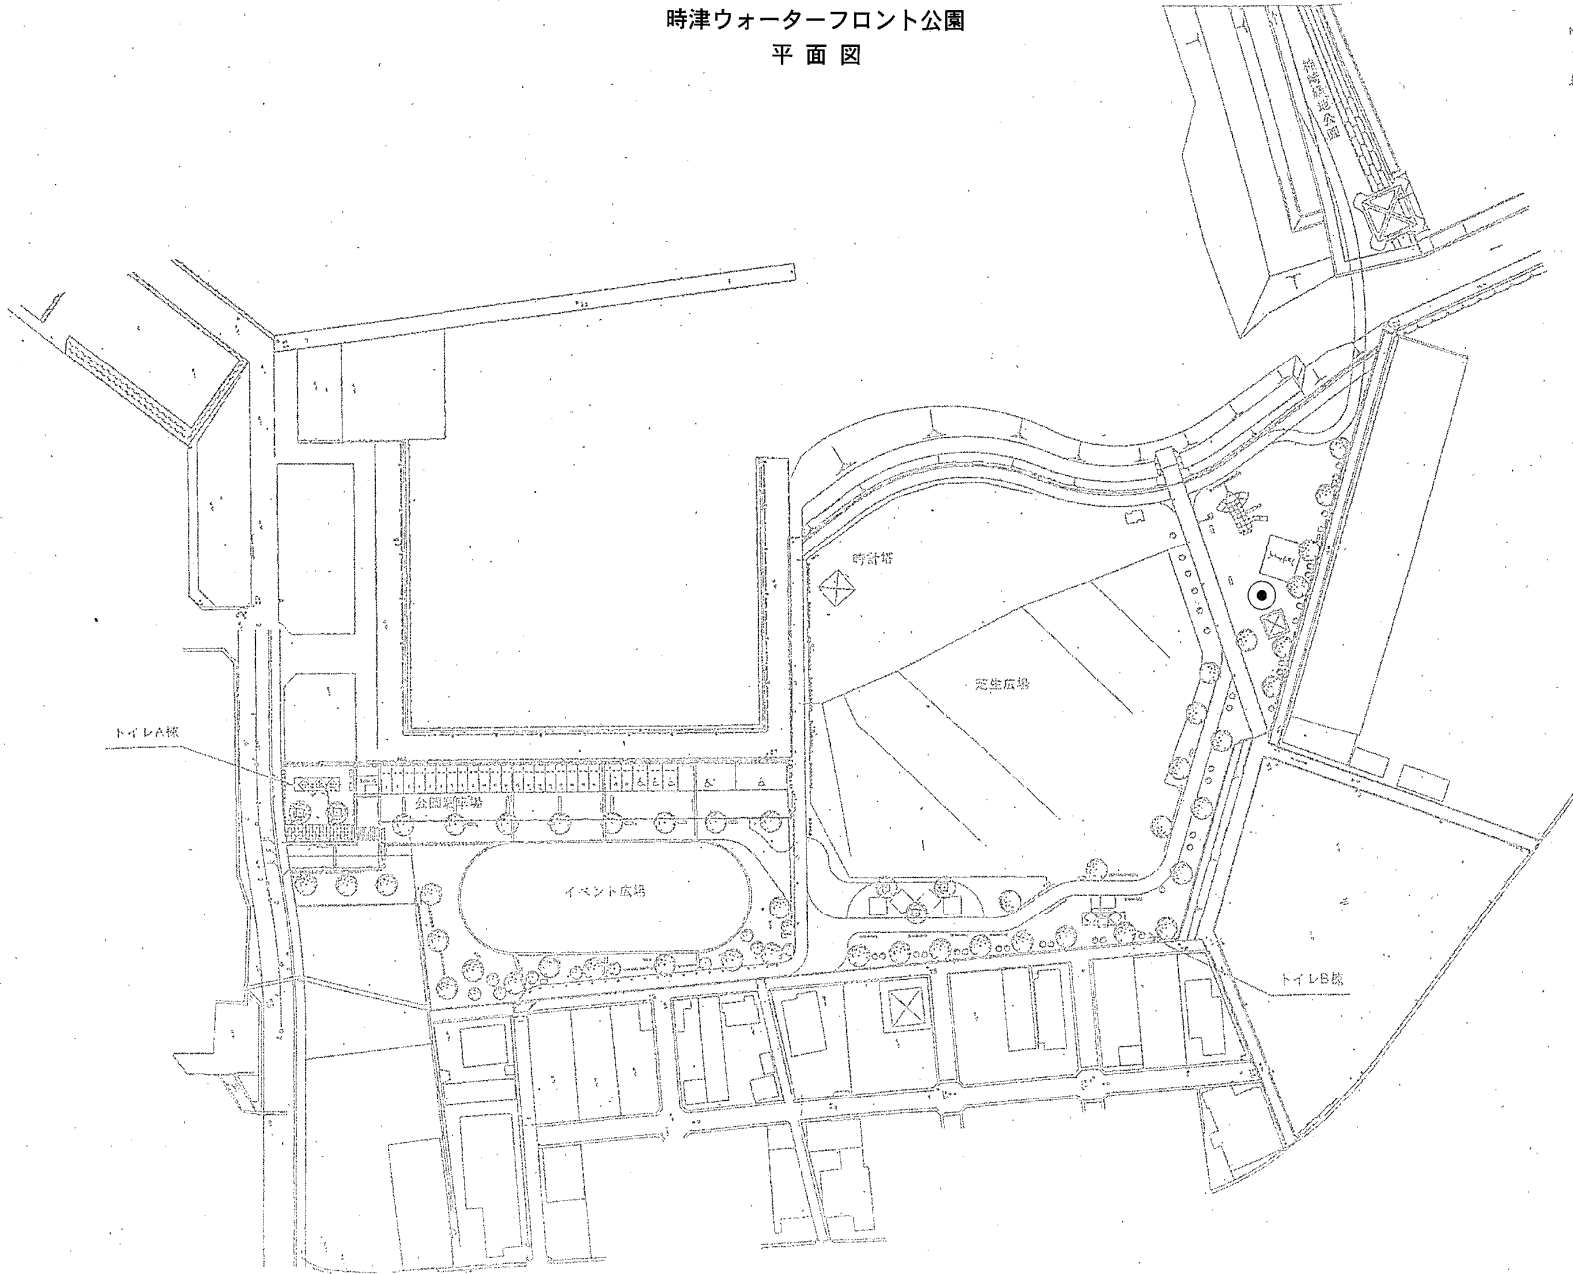 時津ウォーターフロント公園
平面図
時計塔
芝生広場
トイレA棟
公園駐車場
イベント広場
トイレB棟